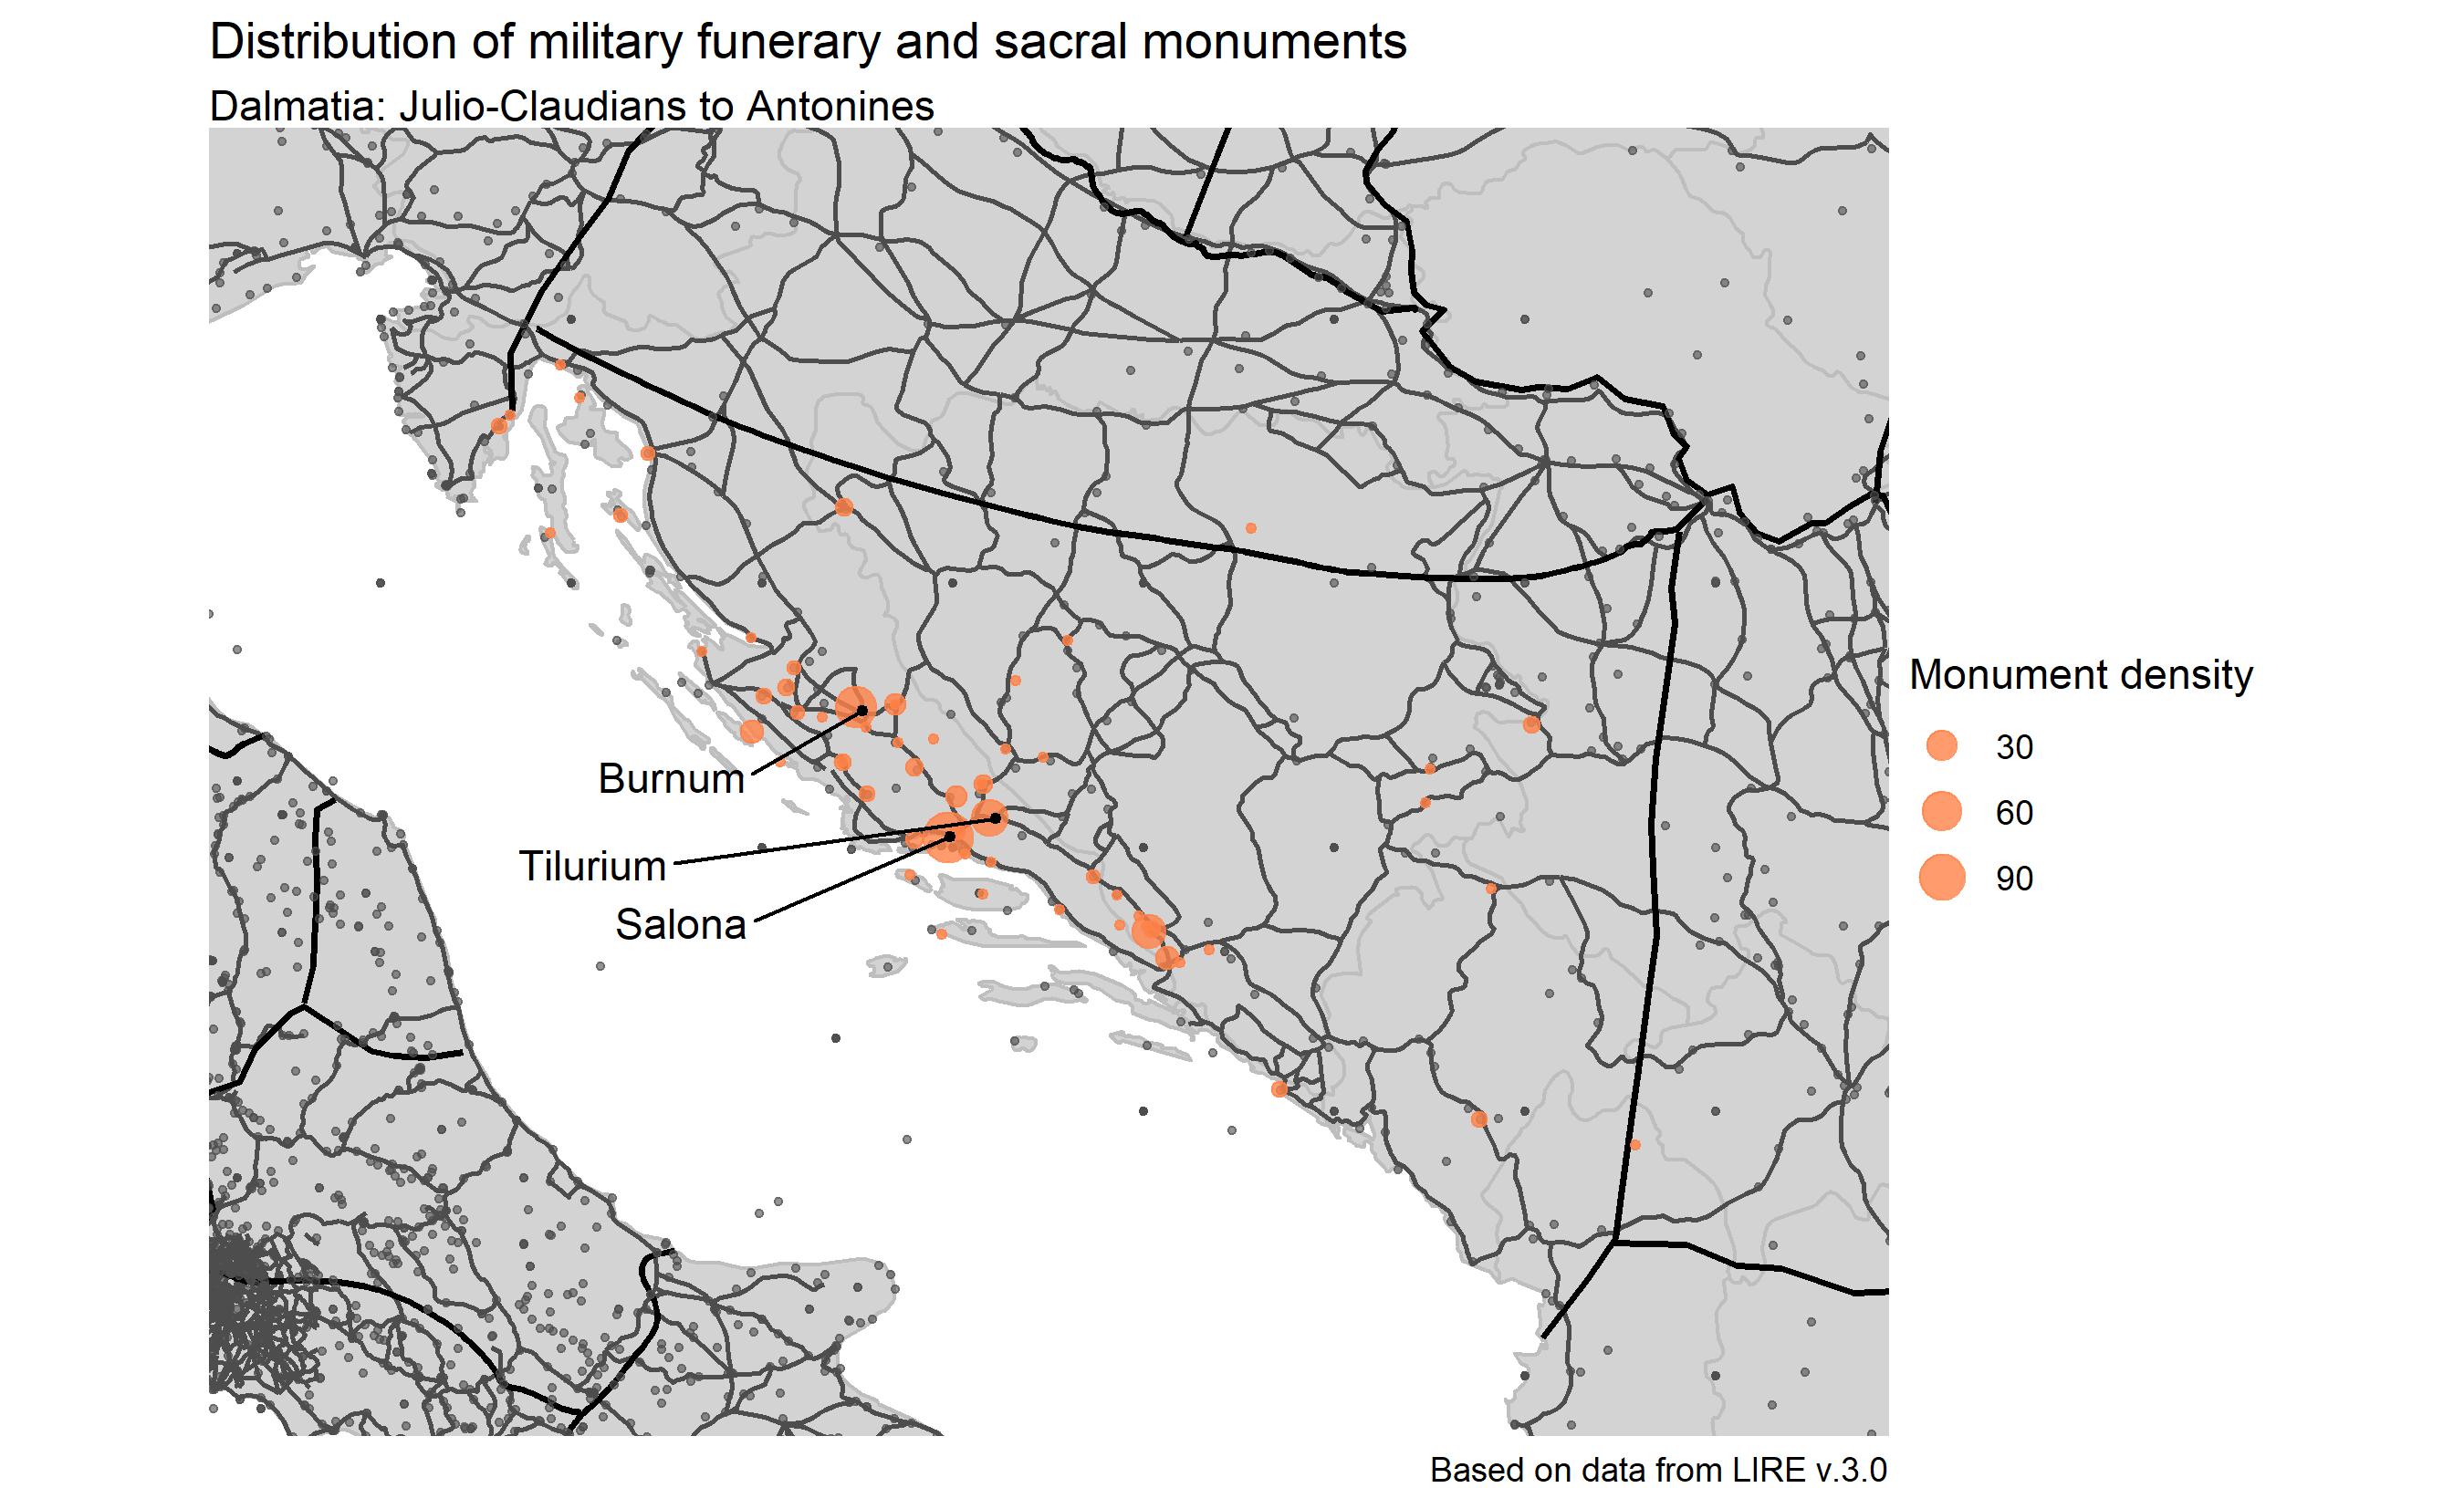 Distribution of military funerary and sacral monuments
Dalmatia: Julio-Claudians to Antonines
Monument density
30
60
90
Burnum
Tilurium
Salona
Based on data from LIRE v.3.0